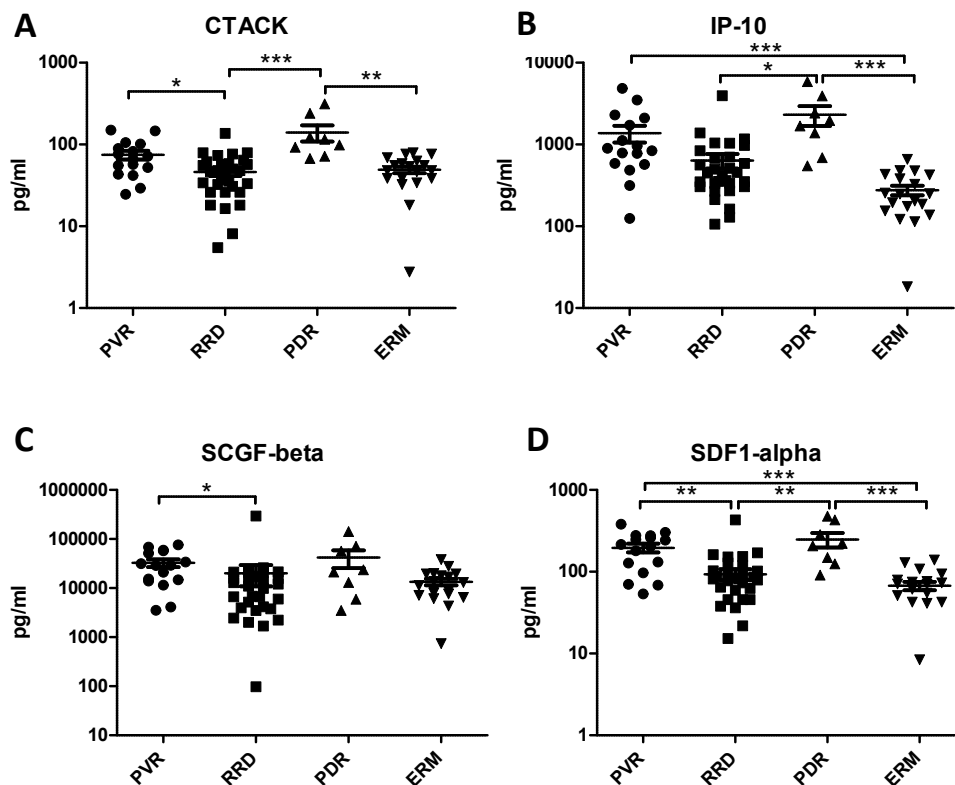 A
CTACK
1000
100
10
1
pg/ml
*
***
**
PVR
RRD
PDR
ERM
B
IP-10
10000
1000
100
10
pg/ml
***
*
***
PVR
RRD
PDR
ERM
C
SCGF-beta
1000000
100000
10000
1000
100
10
pg/ml
*
PVR
RRD
PDR
ERM
D
SDF1-alpha
1000
100
10
1
pg/ml
***
**
**
***
PVR
RRD
PDR
ERM